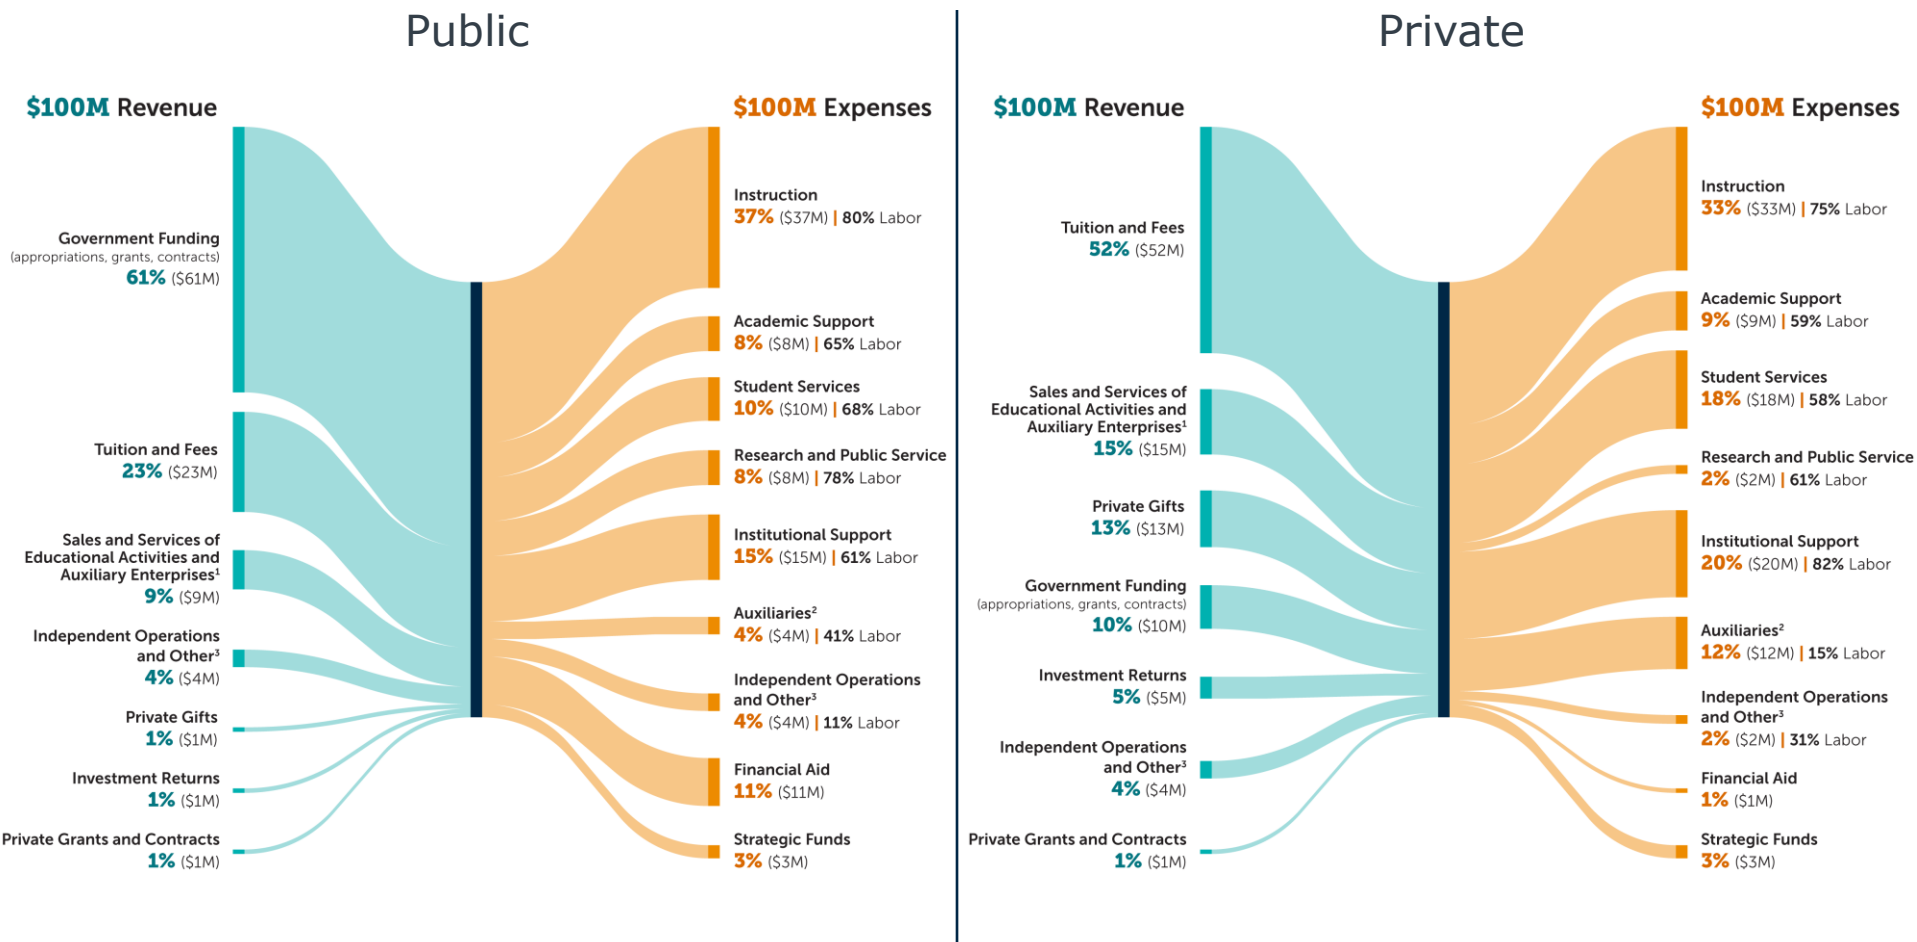 Public
$100M Revenue
Government Funding
(appropriations, grants, contracts)
61% ($61M)
Tuition and Fees
23% ($23M)
Sales and Services of
Educational Activities and
Auxiliary Enterprises¹
9% ($9M)
Independent Operations
and Other³
4% ($4M)
Private Gifts
1% ($1M)
Investment Returns
1% ($1M)
Private Grants and Contracts
1% ($1M)
$100M Expenses
Instruction
37% ($37M) | 80% Labor
Academic Support
8% ($8M) | 65% Labor
Student Services
10% ($10M) | 68% Labor
Research and Public Service
8% ($8M) | 78% Labor
Institutional Support
15% ($15M) | 61% Labor
Auxiliaries²
4% ($4M) | 41% Labor
Independent Operations
and Other³
4% ($4M) | 11% Labor
Financial Aid
11% ($11M)
Strategic Funds
3% ($3M)
Private
$100M Revenue
Tuition and Fees
52% ($52M)
Sales and Services of
Educational Activities and
Auxiliary Enterprises¹
15% ($15M)
Private Gifts
13% ($13M)
Government Funding
(appropriations, grants, contracts)
10% ($10M)
Investment Returns
5% ($5M)
Independent Operations
and Other³
4% ($4M)
Private Grants and Contracts
1% ($1M)
$100M Expenses
Instruction
33% ($33M) | 75% Labor
Academic Support
9% ($9M) | 59% Labor
Student Services
18% ($18M) | 58% Labor
Research and Public Service
2% ($2M) | 61% Labor
Institutional Support
20% ($20M) | 82% Labor
Auxiliaries²
12% ($12M) | 15% Labor
Independent Operations
and Other³
2% ($2M) | 31% Labor
Financial Aid
1% ($1M)
Strategic Funds
3% ($3M)